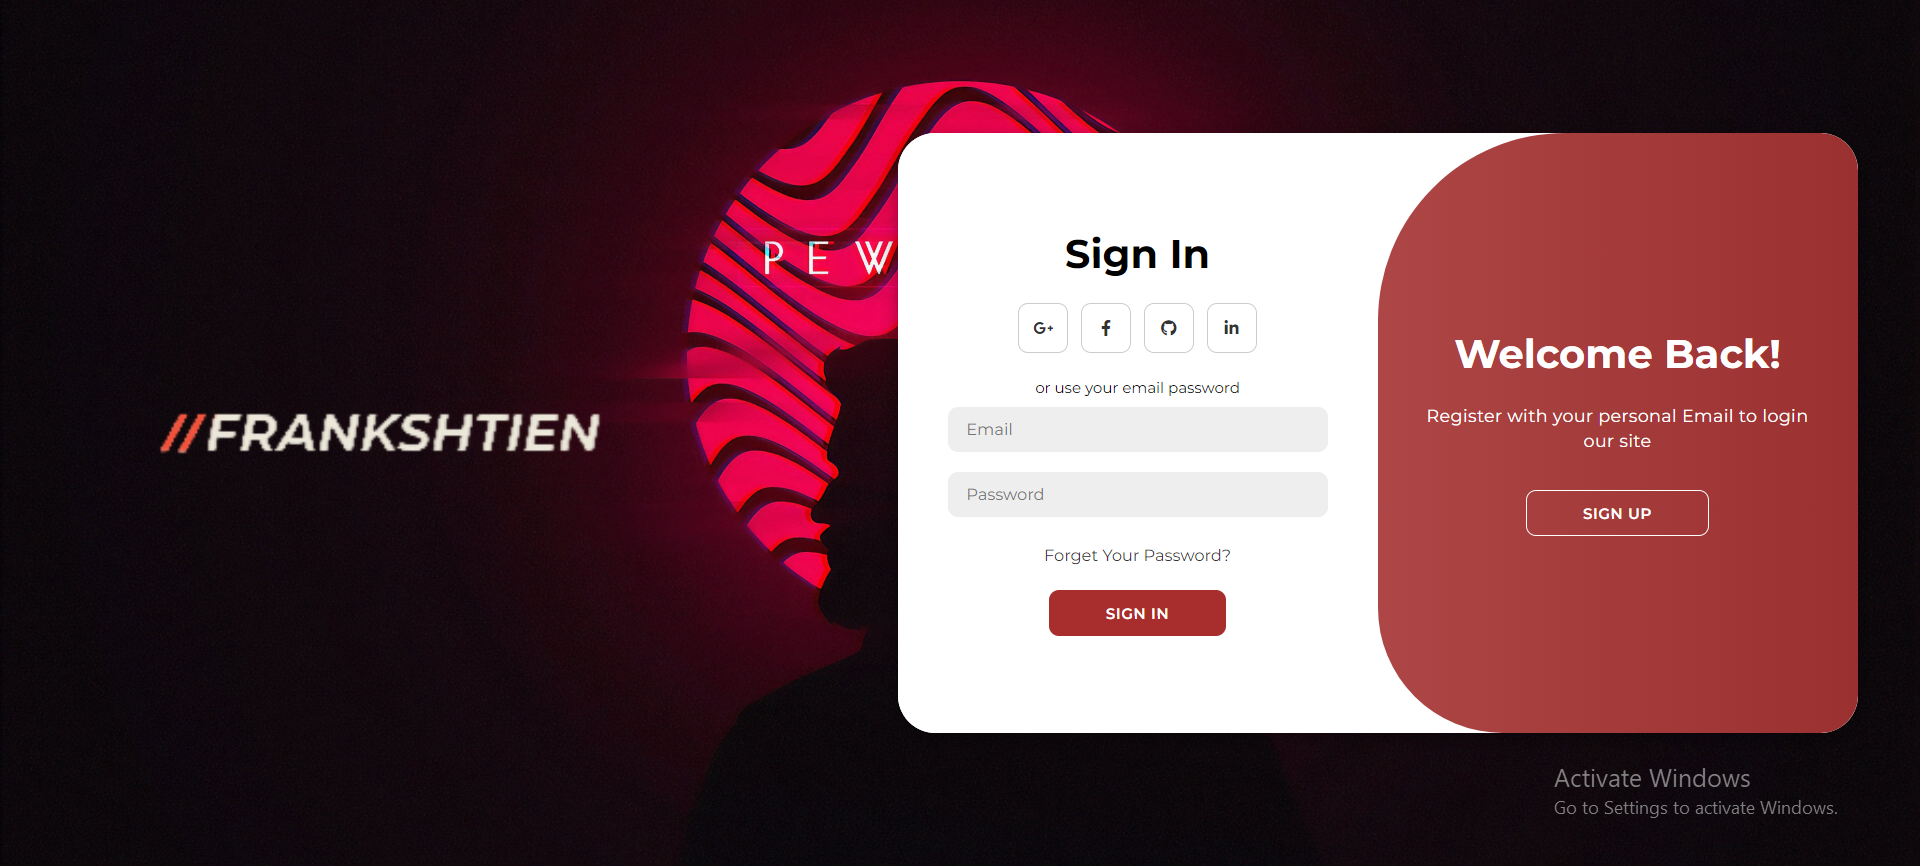 //FRANKSHTIEN
PEW
Sign In
G+
f
in
or use your email password
Email
Password
Forget Your Password?
SIGN IN
Welcome Back!
Register with your personal Email to login
our site
SIGN UP
Activate Windows
Go to Settings to activate Windows.